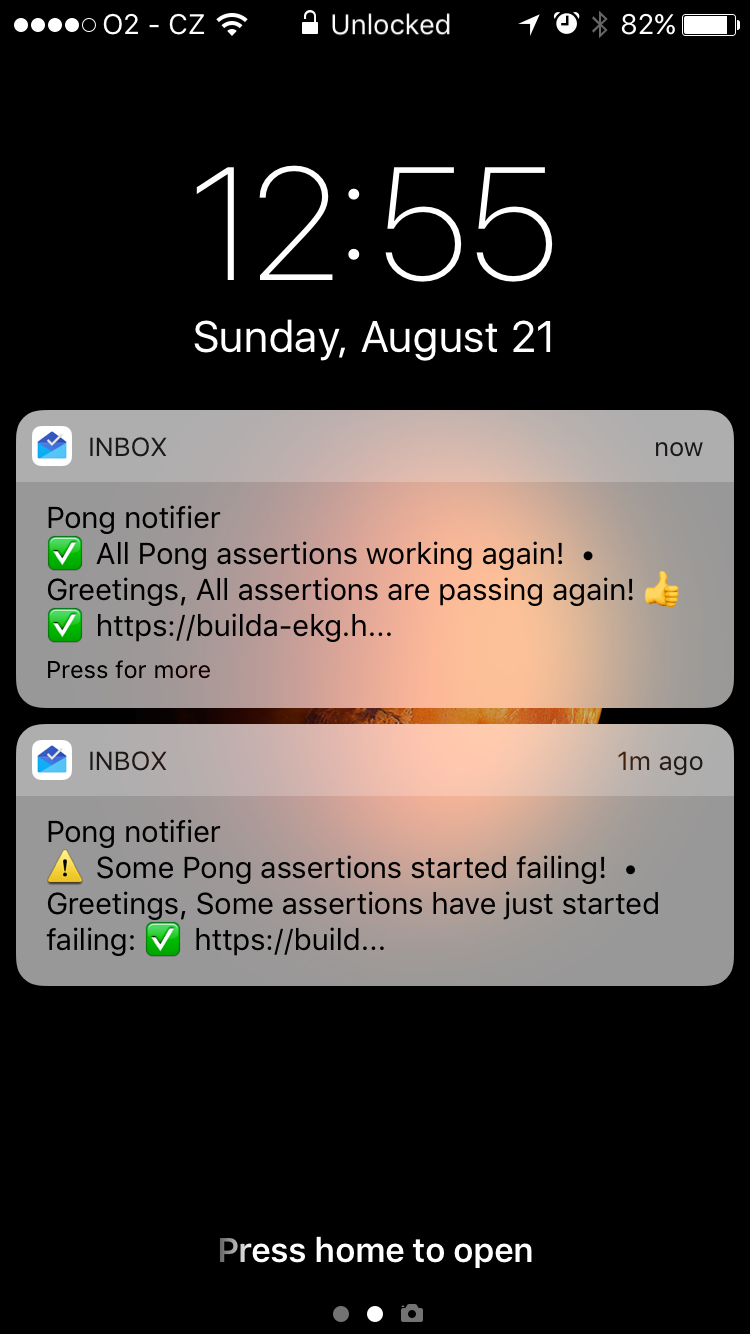 O2 - CZ Unlocked 82%
12:55
Sunday, August 21
INBOX now
Pong notifier
✅ All Pong assertions working again! •
Greetings, All assertions are passing again! 👍
✅ https://builda-ekg.h...
Press for more
INBOX 1m ago
Pong notifier
⚠️ Some Pong assertions started failing! •
Greetings, Some assertions have just started
failing: ✅ https://build...
Press home to open